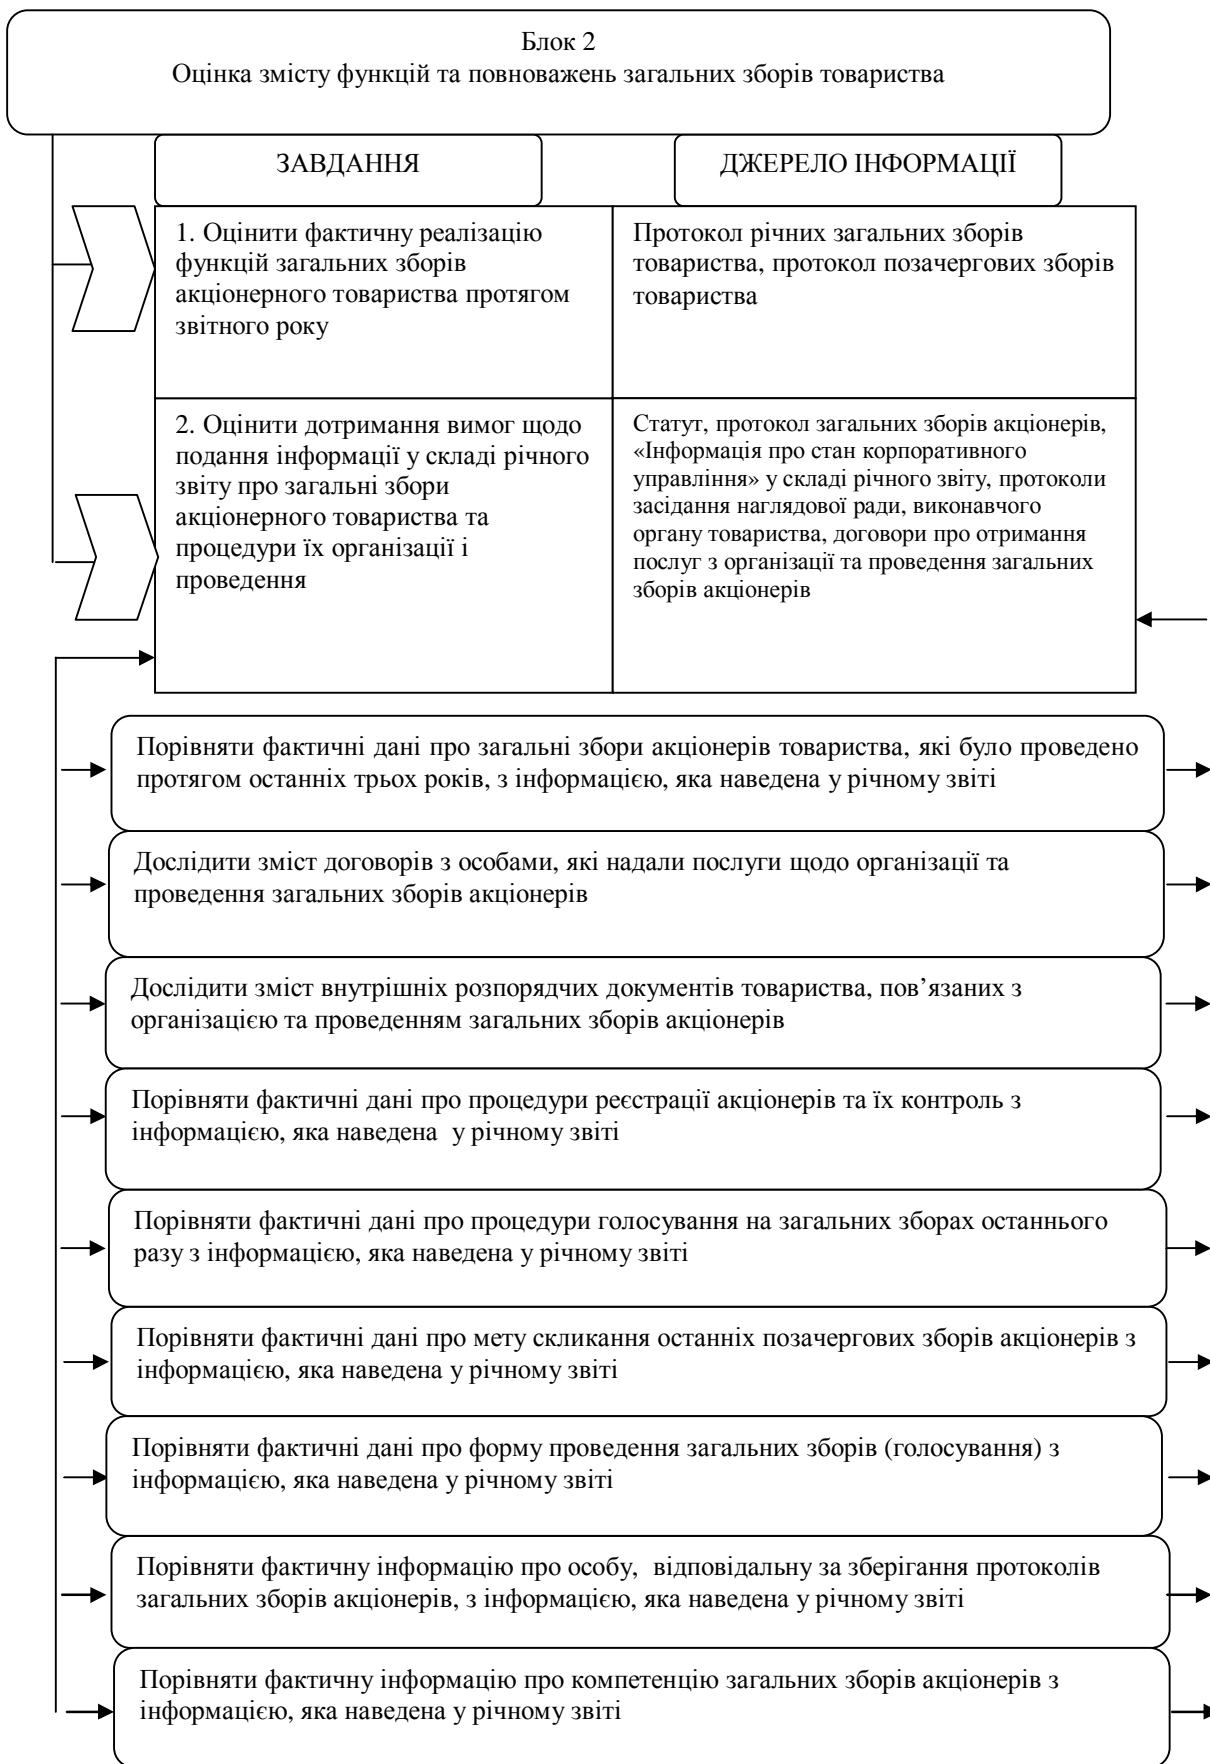 Блок 2
Оцінка змісту функцій та повноважень загальних зборів товариства
ЗАВДАННЯ
ДЖЕРЕЛО ІНФОРМАЦІЇ
1. Оцінити фактичну реалізацію
функцій загальних зборів
акціонерного товариства протягом
звітного року
Протокол річних загальних зборів
товариства, протокол позачергових зборів
товариства
2. Оцінити дотримання вимог щодо
подання інформації у складі річного
звіту про загальні збори
акціонерного товариства та
процедури їх організації і
проведення
Статут, протокол загальних зборів акціонерів,
«Інформація про стан корпоративного
управління» у складі річного звіту, протоколи
засідання наглядової ради, виконавчого
органу товариства, договори про отримання
послуг з організації та проведення загальних
зборів акціонерів
Порівняти фактичні дані про загальні збори акціонерів товариства, які було проведено
протягом останніх трьох років, з інформацією, яка наведена у річному звіті
Дослідити зміст договорів з особами, які надали послуги щодо організації та
проведення загальних зборів акціонерів
Дослідити зміст внутрішніх розпорядчих документів товариства, пов’язаних з
організацією та проведенням загальних зборів акціонерів
Порівняти фактичні дані про процедури реєстрації акціонерів та їх контроль з
інформацією, яка наведена у річному звіті
Порівняти фактичні дані про процедури голосування на загальних зборах останнього
разу з інформацією, яка наведена у річному звіті
Порівняти фактичні дані про мету скликання останніх позачергових зборів акціонерів з
інформацією, яка наведена у річному звіті
Порівняти фактичні дані про форму проведення загальних зборів (голосування) з
інформацією, яка наведена у річному звіті
Порівняти фактичну інформацію про особу, відповідальну за зберігання протоколів
загальних зборів акціонерів, з інформацією, яка наведена у річному звіті
Порівняти фактичну інформацію про компетенцію загальних зборів акціонерів з
інформацією, яка наведена у річному звіті